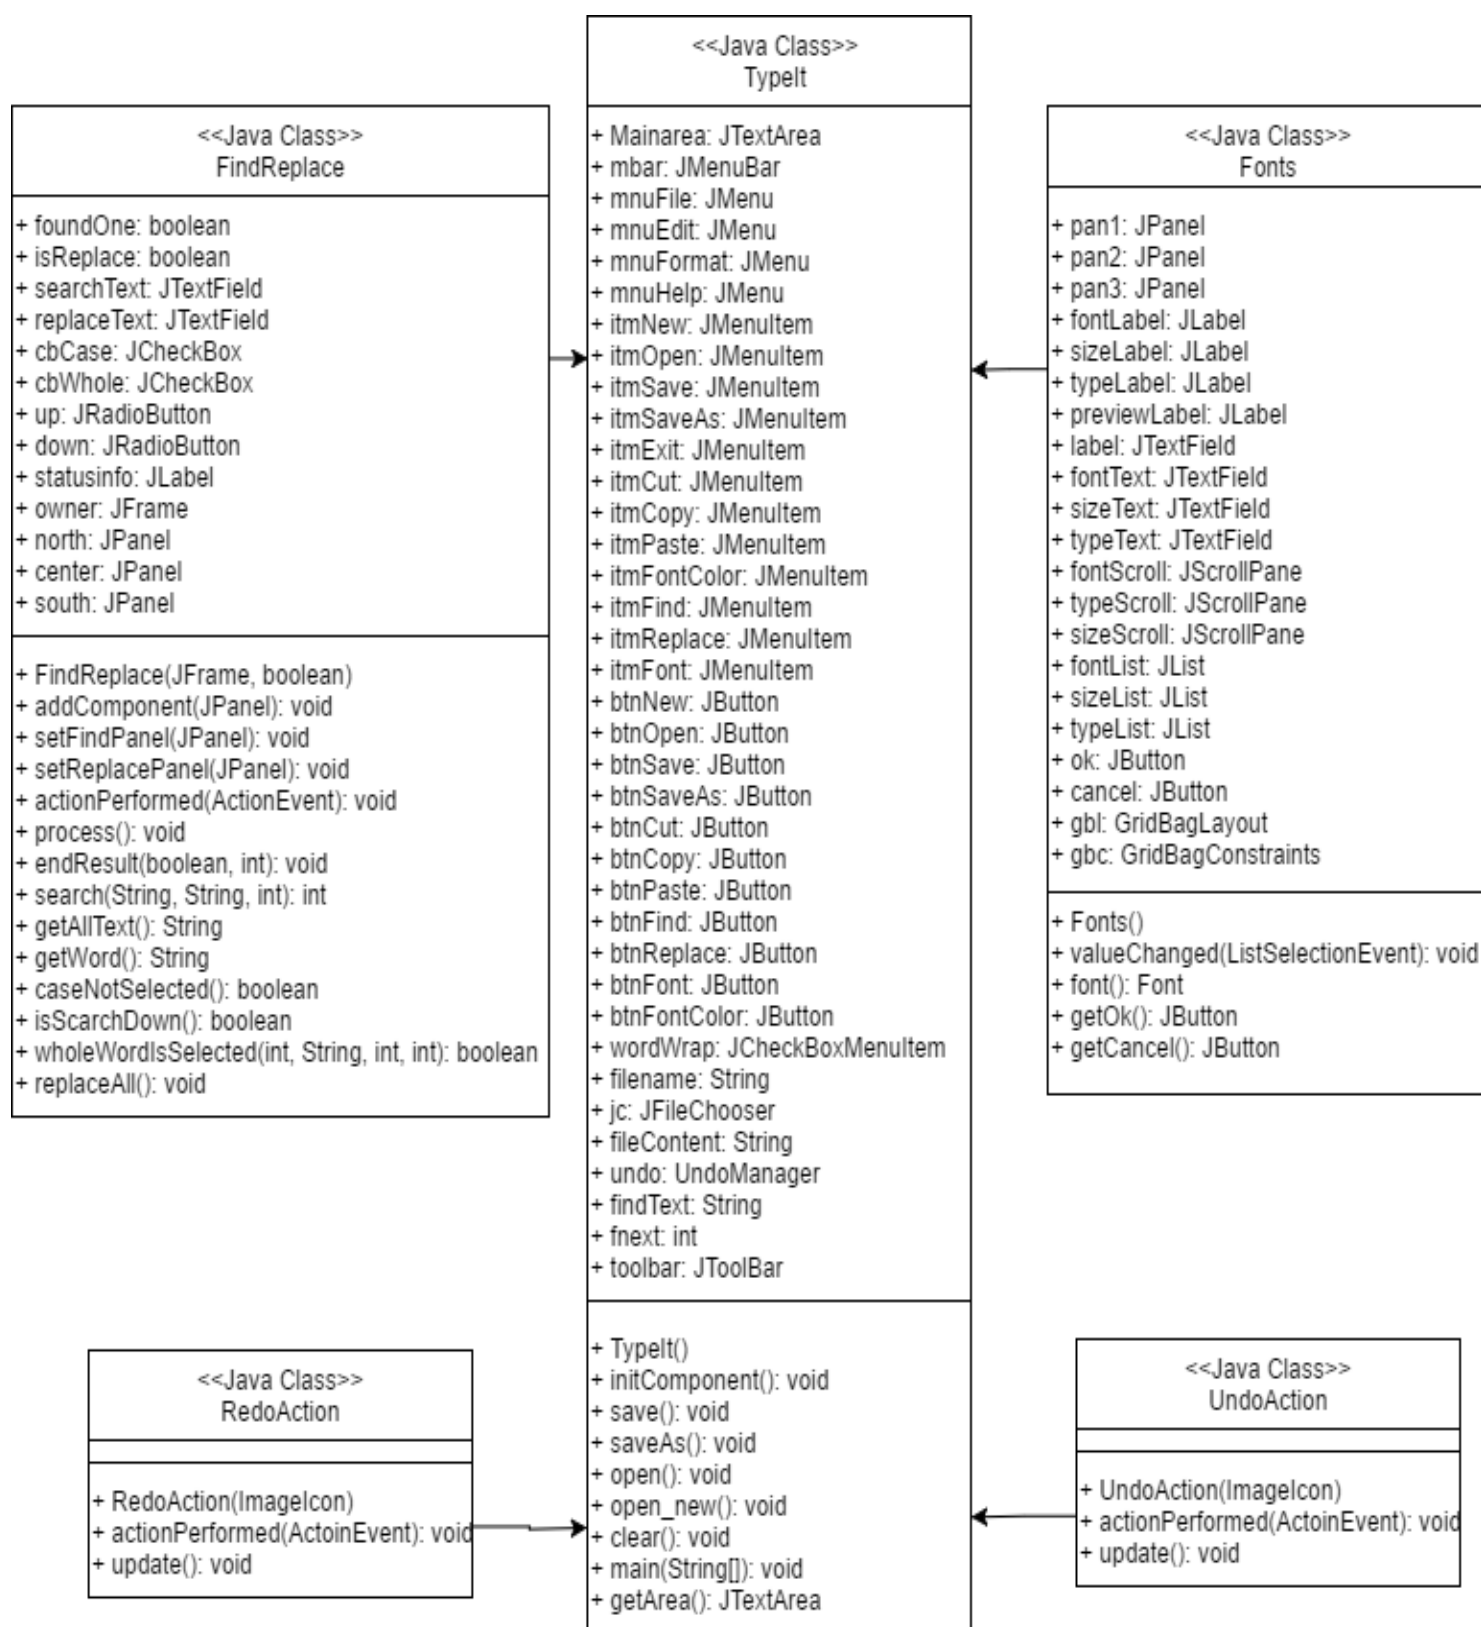 <<Java Class>>
TypeIt
+ Mainarea: JTextArea
+ mbar: JMenuBar
+ mnuFile: JMenu
+ mnuEdit: JMenu
+ mnuFormat: JMenu
+ mnuHelp: JMenu
+ itmNew: JMenuItem
+ itmOpen: JMenuItem
+ itmSave: JMenuItem
+ itmSaveAs: JMenuItem
+ itmExit: JMenuItem
+ itmCut: JMenuItem
+ itmCopy: JMenuItem
+ itmPaste: JMenuItem
+ itmFontColor: JMenuItem
+ itmFind: JMenuItem
+ itmReplace: JMenuItem
+ itmFont: JMenuItem
+ btnNew: JButton
+ btnOpen: JButton
+ btnSave: JButton
+ btnSaveAs: JButton
+ btnCut: JButton
+ btnCopy: JButton
+ btnPaste: JButton
+ btnFind: JButton
+ btnReplace: JButton
+ btnFont: JButton
+ btnFontColor: JButton
+ wordWrap: JCheckBoxMenuItem
+ filename: String
+ jc: JFileChooser
+ fileContent: String
+ undo: UndoManager
+ findText: String
+ fnext: int
+ toolbar: JToolBar
+ TypeIt()
+ initComponent(): void
+ save(): void
+ saveAs(): void
+ open(): void
+ open_new(): void
+ clear(): void
+ main(String[]): void
+ getArea(): JTextArea
<<Java Class>>
FindReplace
+ foundOne: boolean
+ isReplace: boolean
+ searchText: JTextField
+ replaceText: JTextField
+ cbCase: JCheckBox
+ cbWhole: JCheckBox
+ up: JRadioButton
+ down: JRadioButton
+ statusinfo: JLabel
+ owner: JFrame
+ north: JPanel
+ center: JPanel
+ south: JPanel
+ FindReplace(JFrame, boolean)
+ addComponent(JPanel): void
+ setFindPanel(JPanel): void
+ setReplacePanel(JPanel): void
+ actionPerformed(ActionEvent): void
+ process(): void
+ endResult(boolean, int): void
+ search(String, String, int): int
+ getAllText(): String
+ getWord(): String
+ caseNotSelected(): boolean
+ isScarchDown(): boolean
+ wholeWordIsSelected(int, String, int, int): boolean
+ replaceAll(): void
<<Java Class>>
Fonts
+ pan1: JPanel
+ pan2: JPanel
+ pan3: JPanel
+ fontLabel: JLabel
+ sizeLabel: JLabel
+ typeLabel: JLabel
+ previewLabel: JLabel
+ label: JTextField
+ fontText: JTextField
+ sizeText: JTextField
+ typeText: JTextField
+ fontScroll: JScrollPane
+ typeScroll: JScrollPane
+ sizeScroll: JScrollPane
+ fontList: JList
+ sizeList: JList
+ typeList: JList
+ ok: JButton
+ cancel: JButton
+ gbl: GridBagLayout
+ gbc: GridBagConstraints
+ Fonts()
+ valueChanged(ListSelectionEvent): void
+ font(): Font
+ getOk(): JButton
+ getCancel(): JButton
<<Java Class>>
RedoAction
+ RedoAction(ImageIcon)
+ actionPerformed(ActoinEvent): void
+ update(): void
<<Java Class>>
UndoAction
+ UndoAction(ImageIcon)
+ actionPerformed(ActoinEvent): void
+ update(): void